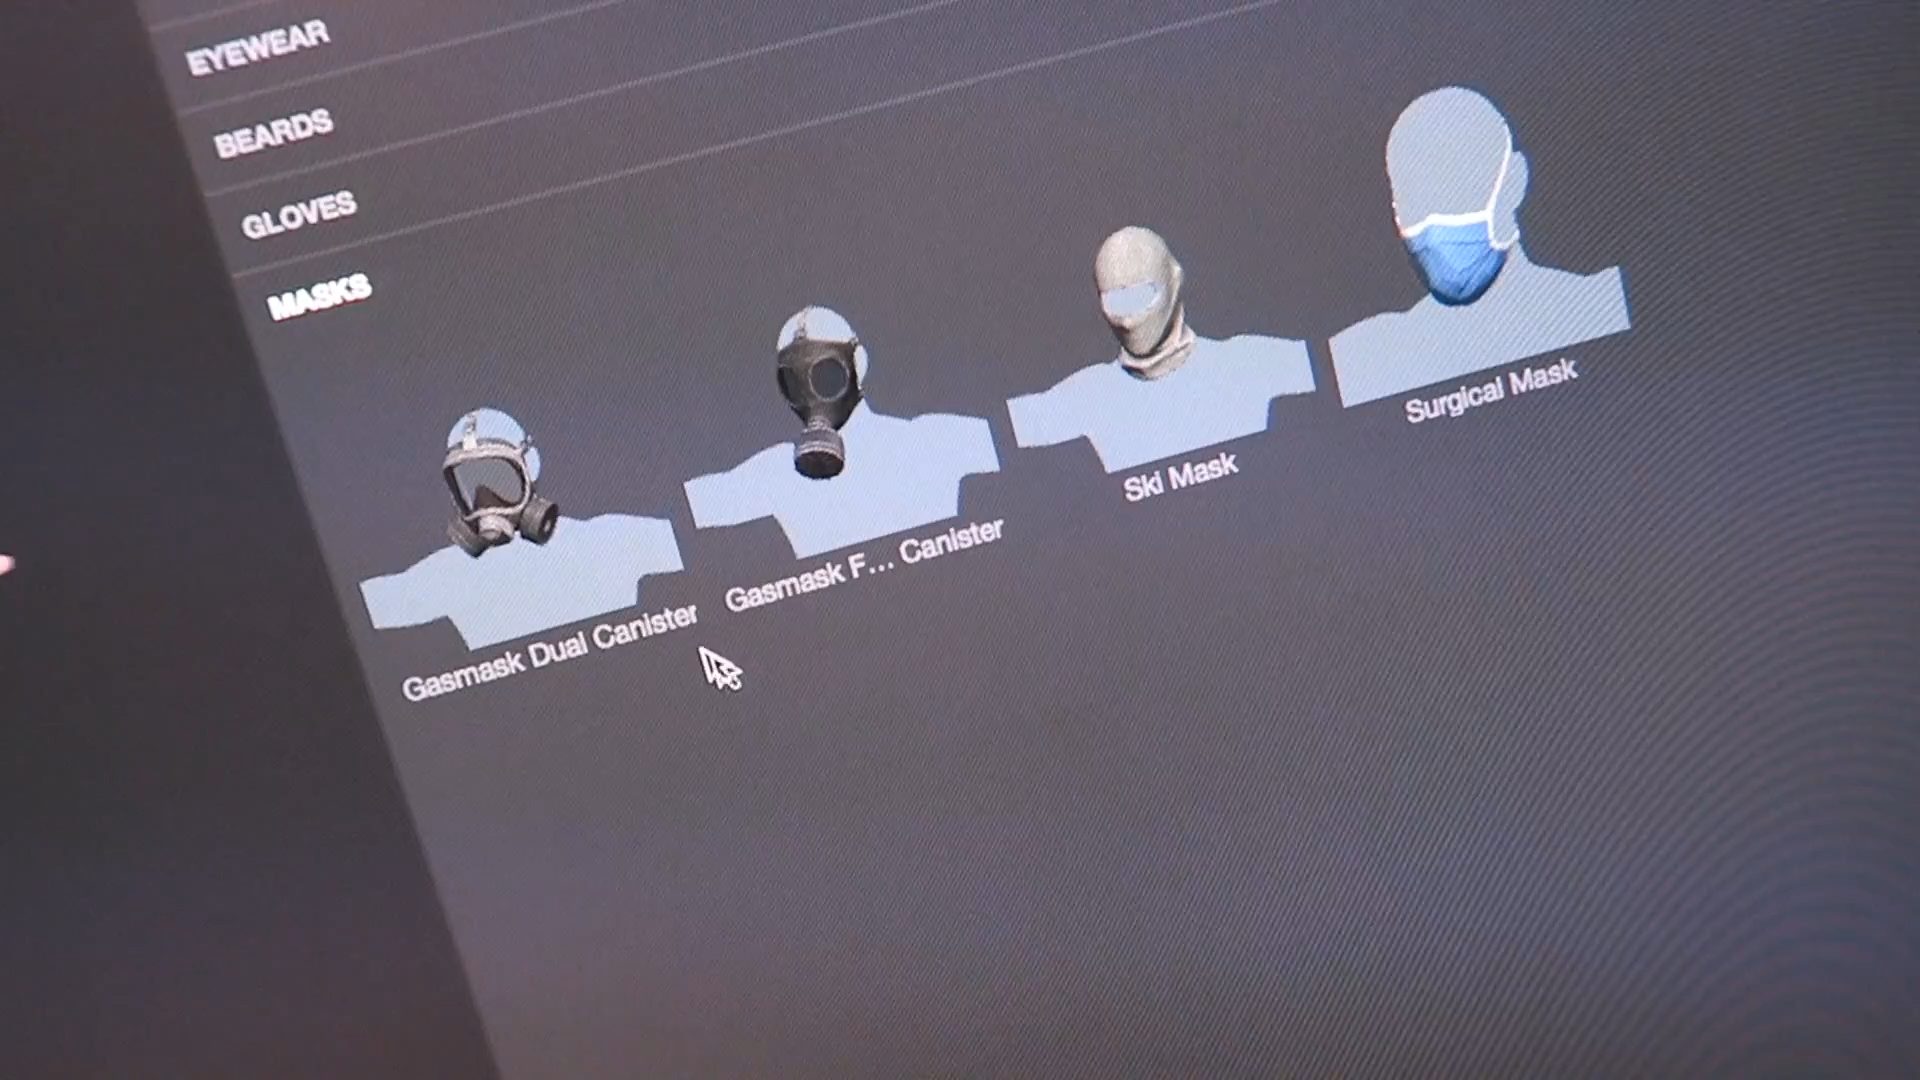 EYEWEAR
BEARDS
GLOVES
MASKS
Gasmask Dual Canister
Gasmask F... Canister
Ski Mask
Surgical Mask